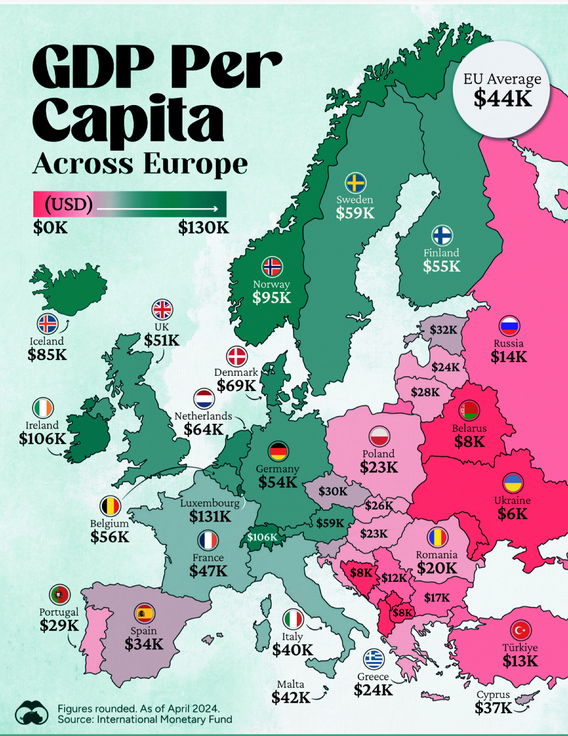 GDP Per
Capita
Across Europe
(USD)
$0K
$130K
EU Average
$44K
Sweden
$59K
Finland
$55K
Norway
$95K
Iceland
$85K
UK
$51K
Denmark
$69K
Netherlands
$64K
Ireland
$106K
Russia
$14K
$32K
$24K
$28K
Belarus
$8K
Poland
$23K
Germany
$54K
Ukraine
$6K
Belgium
$56K
Luxembourg
$131K
$30K
$26K
$59K
$106K
$23K
France
$47K
Romania
$20K
$8K
$12K
$17K
$8K
Portugal
$29K
Spain
$34K
Italy
$40K
Malta
$42K
Greece
$24K
Türkiye
$13K
Cyprus
$37K
Figures rounded. As of April 2024.
Source: International Monetary Fund